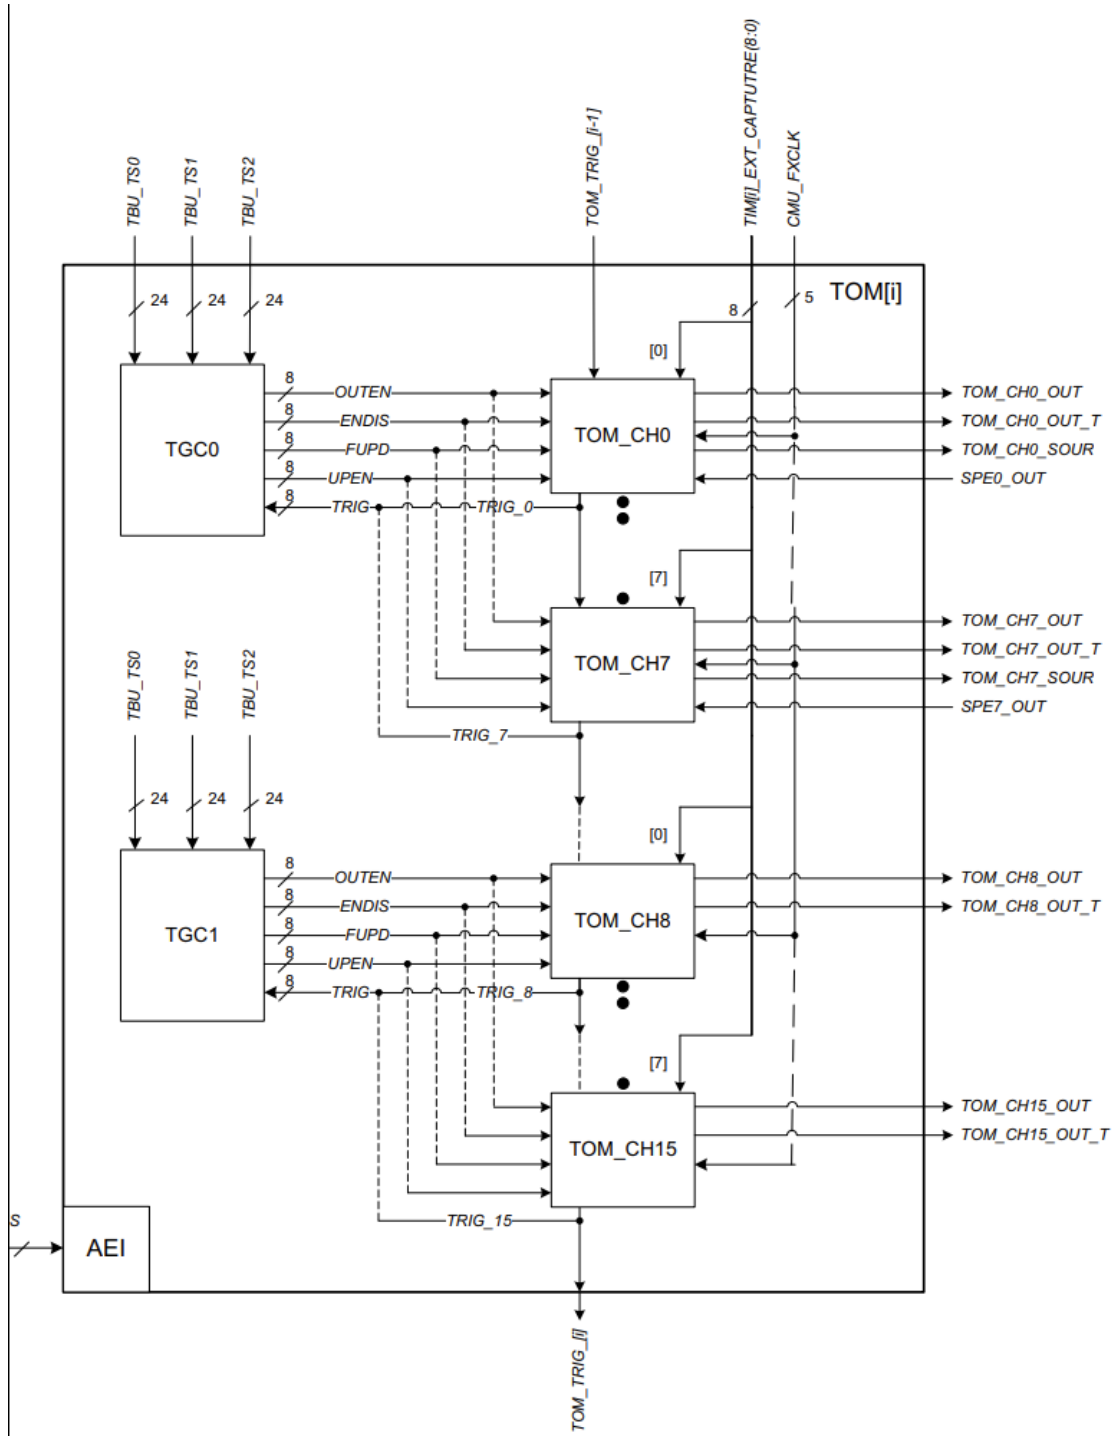 TBU_TS0
TBU_TS1
TBU_TS2
TOM_TRIG_[i-1]
TIM[i]_EXT_CAPTUTRE(8:0)
CMU_FXCLK
TOM[i]
24
24
24
8
5
[0]
TGC0
8
OUTEN
8
ENDIS
8
FUPD
8
UPEN
8
TRIG
TRIG_0
TOM_CH0
TOM_CH0_OUT
TOM_CH0_OUT_T
TOM_CH0_SOUR
SPE0_OUT
[7]
TOM_CH7
TOM_CH7_OUT
TOM_CH7_OUT_T
TOM_CH7_SOUR
SPE7_OUT
TRIG_7
TBU_TS0
TBU_TS1
TBU_TS2
24
24
24
[0]
TGC1
8
OUTEN
8
ENDIS
8
FUPD
8
UPEN
8
TRIG
TRIG_8
TOM_CH8
TOM_CH8_OUT
TOM_CH8_OUT_T
[7]
TOM_CH15
TOM_CH15_OUT
TOM_CH15_OUT_T
TRIG_15
S
AEI
TOM_TRIG_[i]